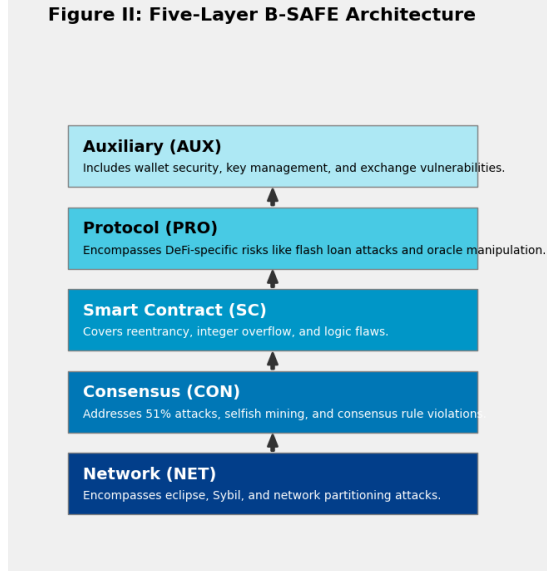 Figure II: Five-Layer B-SAFE Architecture
Auxiliary (AUX)
Includes wallet security, key management, and exchange vulnerabilities.
Protocol (PRO)
Encompasses DeFi-specific risks like flash loan attacks and oracle manipulation.
Smart Contract (SC)
Covers reentrancy, integer overflow, and logic flaws.
Consensus (CON)
Addresses 51% attacks, selfish mining, and consensus rule violations.
Network (NET)
Encompasses eclipse, Sybil, and network partitioning attacks.